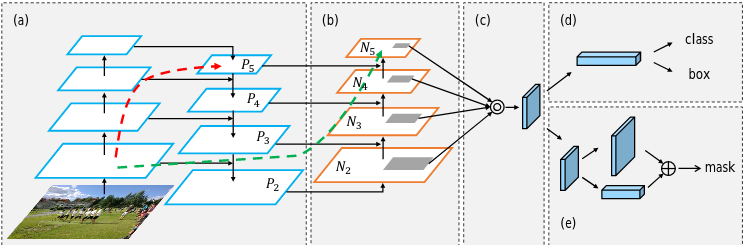 (a)
P5
P4
P3
P2
(b)
N5
N4
N3
N2
(c)
(d)
class
box
mask
(e)